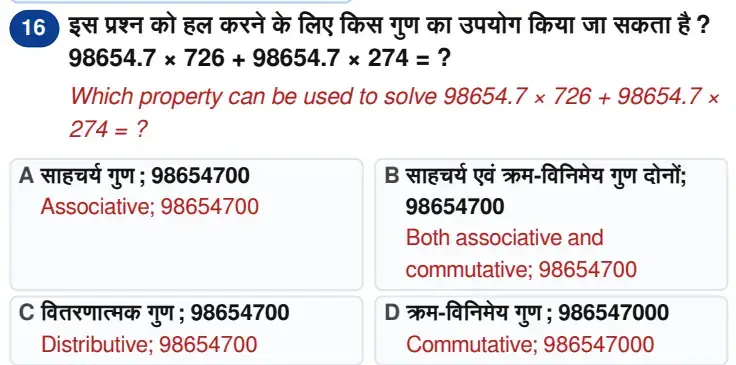 16 इस प्रश्न को हल करने के लिए किस गुण का उपयोग किया जा सकता है ?
98654.7 × 726 + 98654.7 × 274 = ?
Which property can be used to solve 98654.7 × 726 + 98654.7 ×
274 = ?
A साहचर्य गुण ; 98654700
Associative; 98654700
B साहचर्य एवं क्रम-विनिमेय गुण दोनों;
98654700
Both associative and
commutative; 98654700
C वितरणात्मक गुण ; 98654700
Distributive; 98654700
D क्रम-विनिमेय गुण ; 986547000
Commutative; 986547000